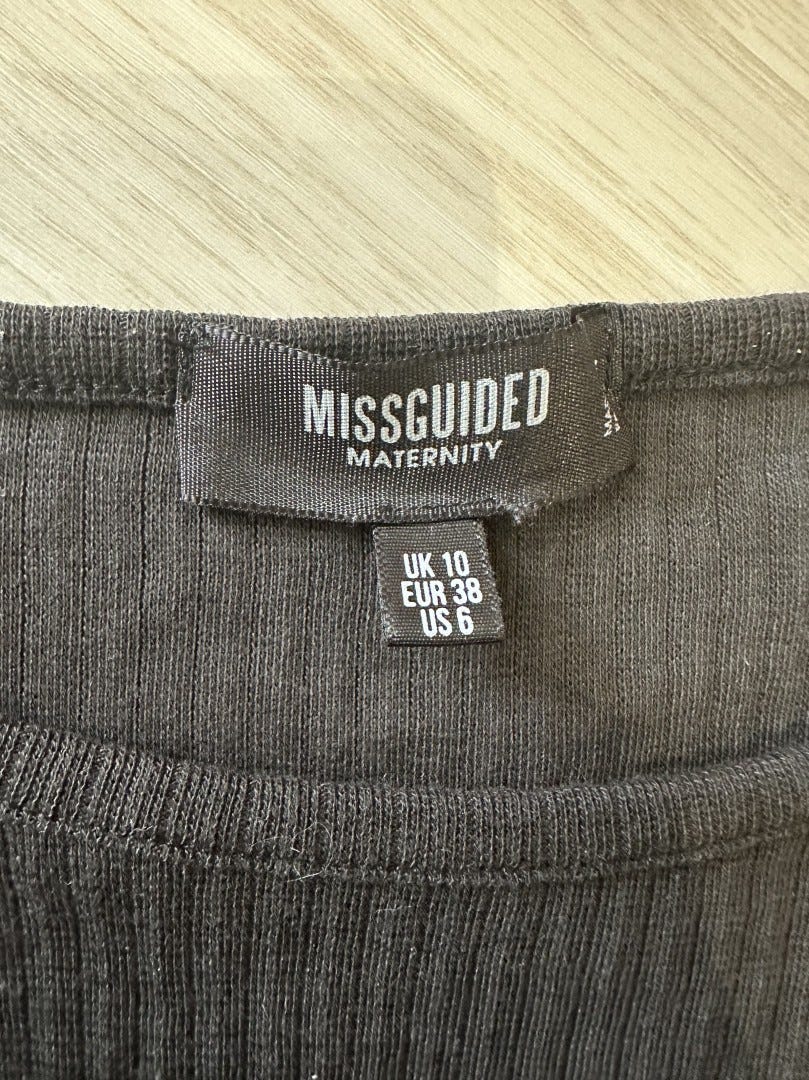 MISSGUIDED
MATERNITY
UK 10
EUR 38
US 6